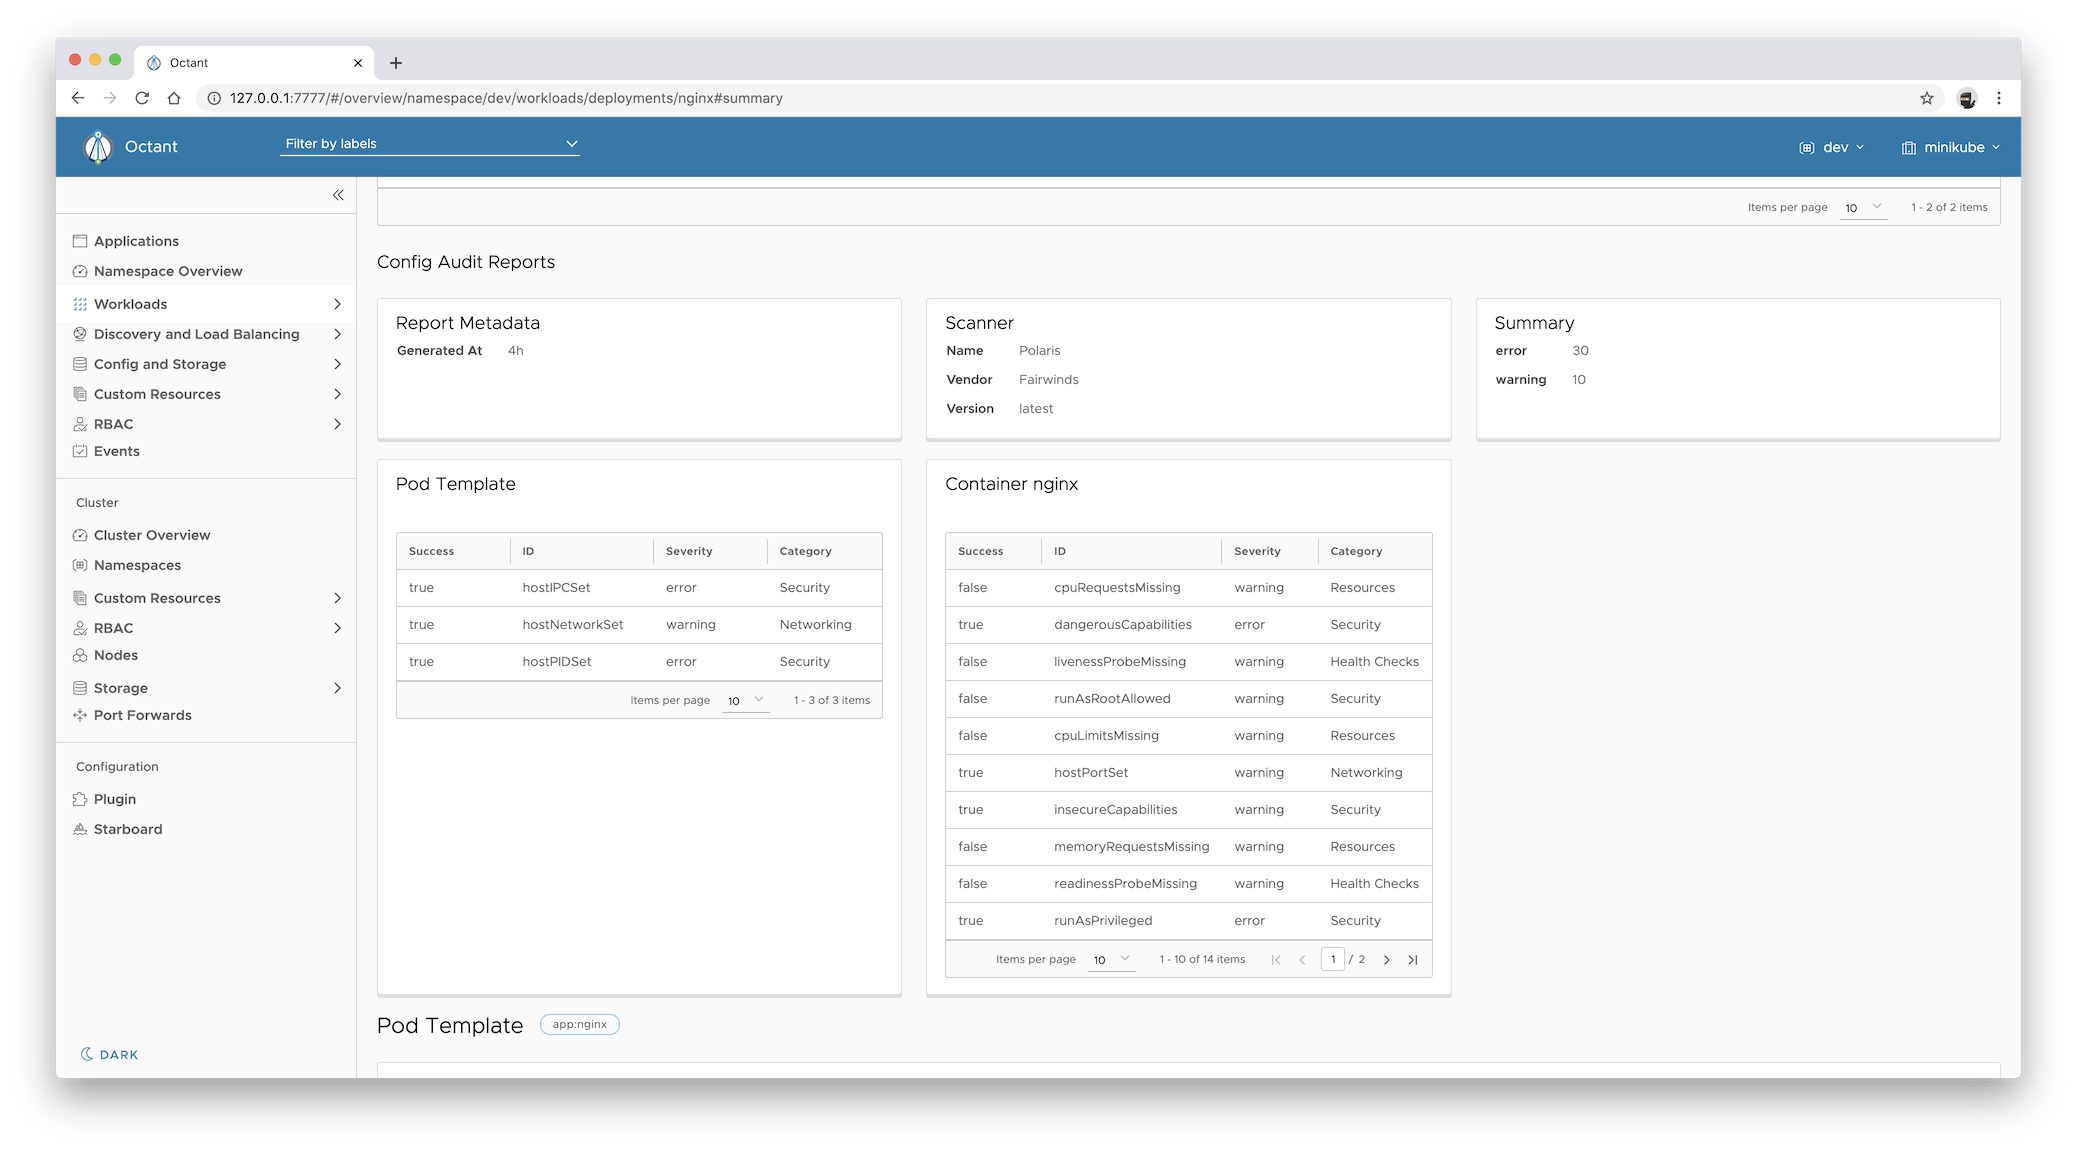 Octant
127.0.0.1:7777/#/overview/namespace/dev/workloads/deployments/nginx#summary
Octant
Filter by labels
dev
minikube
Applications
Namespace Overview
Workloads
Discovery and Load Balancing
Config and Storage
Custom Resources
RBAC
Events
Cluster
Cluster Overview
Namespaces
Custom Resources
RBAC
Nodes
Storage
Port Forwards
Configuration
Plugin
Starboard
DARK
Items per page 10 1 - 2 of 2 items
Config Audit Reports
Report Metadata
Generated At 4h
Scanner
Name Polaris
Vendor Fairwinds
Version latest
Summary
error 30
warning 10
Pod Template
Success ID Severity Category
true hostIPCSet error Security
true hostNetworkSet warning Networking
true hostPIDSet error Security
Items per page 10 1 - 3 of 3 items
Container nginx
Success ID Severity Category
false cpuRequestsMissing warning Resources
true dangerousCapabilities error Security
false livenessProbeMissing warning Health Checks
false runAsRootAllowed warning Security
false cpuLimitsMissing warning Resources
true hostPortSet warning Networking
true insecureCapabilities warning Security
false memoryRequestsMissing warning Resources
false readinessProbeMissing warning Health Checks
true runAsPrivileged error Security
Items per page 10 1 - 10 of 14 items 1 / 2
Pod Template app:nginx